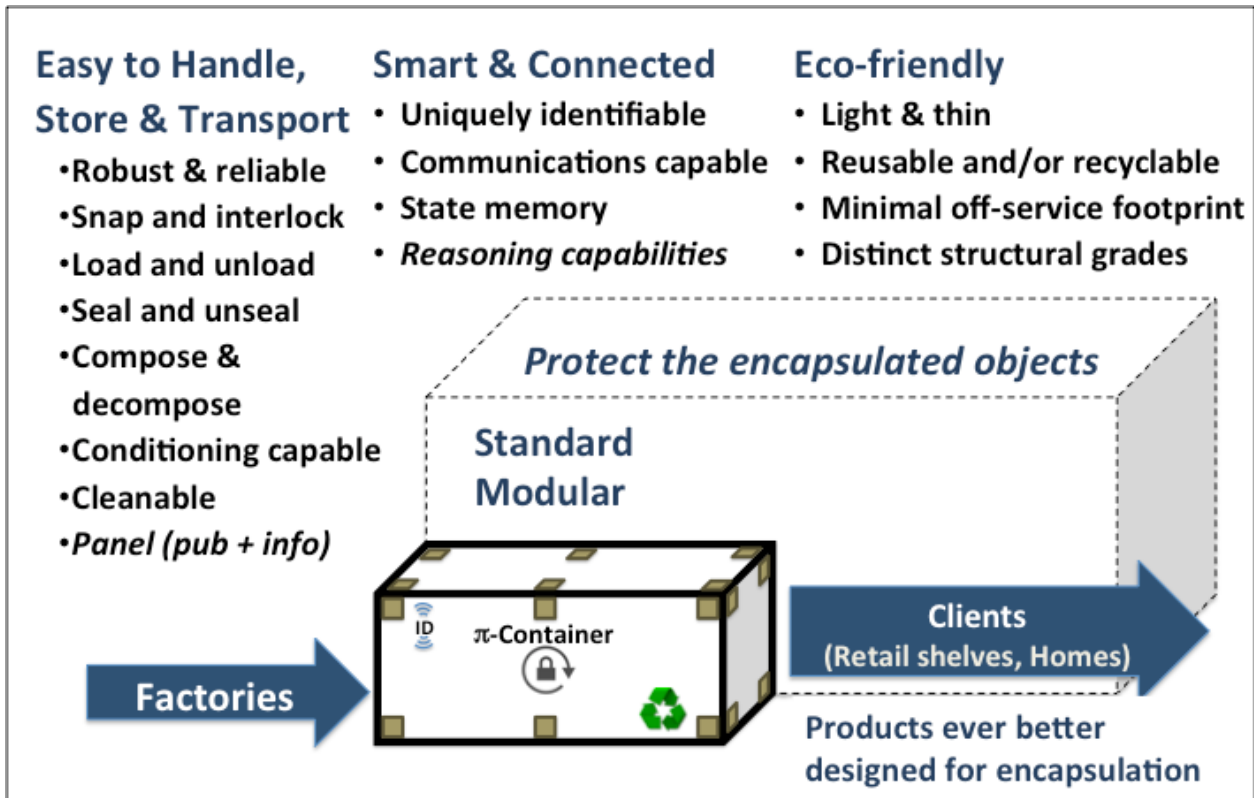 Easy to Handle,
Store & Transport
•Robust & reliable
•Snap and interlock
•Load and unload
•Seal and unseal
•Compose &
decompose
•Conditioning capable
•Cleanable
•Panel (pub + info)
Smart & Connected
• Uniquely identifiable
• Communications capable
• State memory
• Reasoning capabilities
Eco-friendly
• Light & thin
• Reusable and/or recyclable
• Minimal off-service footprint
• Distinct structural grades
Protect the encapsulated objects
Standard
Modular
ID
π-Container
Factories
Clients
(Retail shelves, Homes)
Products ever better
designed for encapsulation